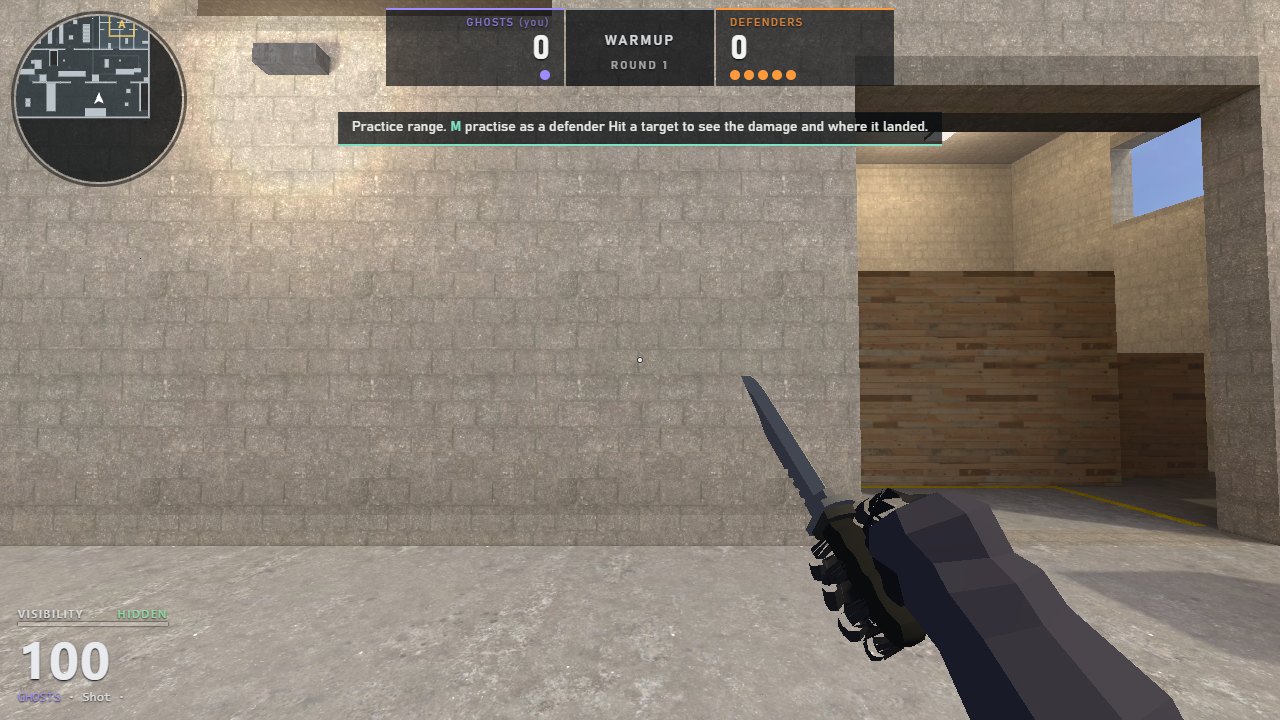 A
GHOSTS (you)
0
WARMUP
ROUND 1
DEFENDERS
0
Practice range. M practise as a defender Hit a target to see the damage and where it landed.
VISIBILITY HIDDEN
100
GHOSTS · Shot ·